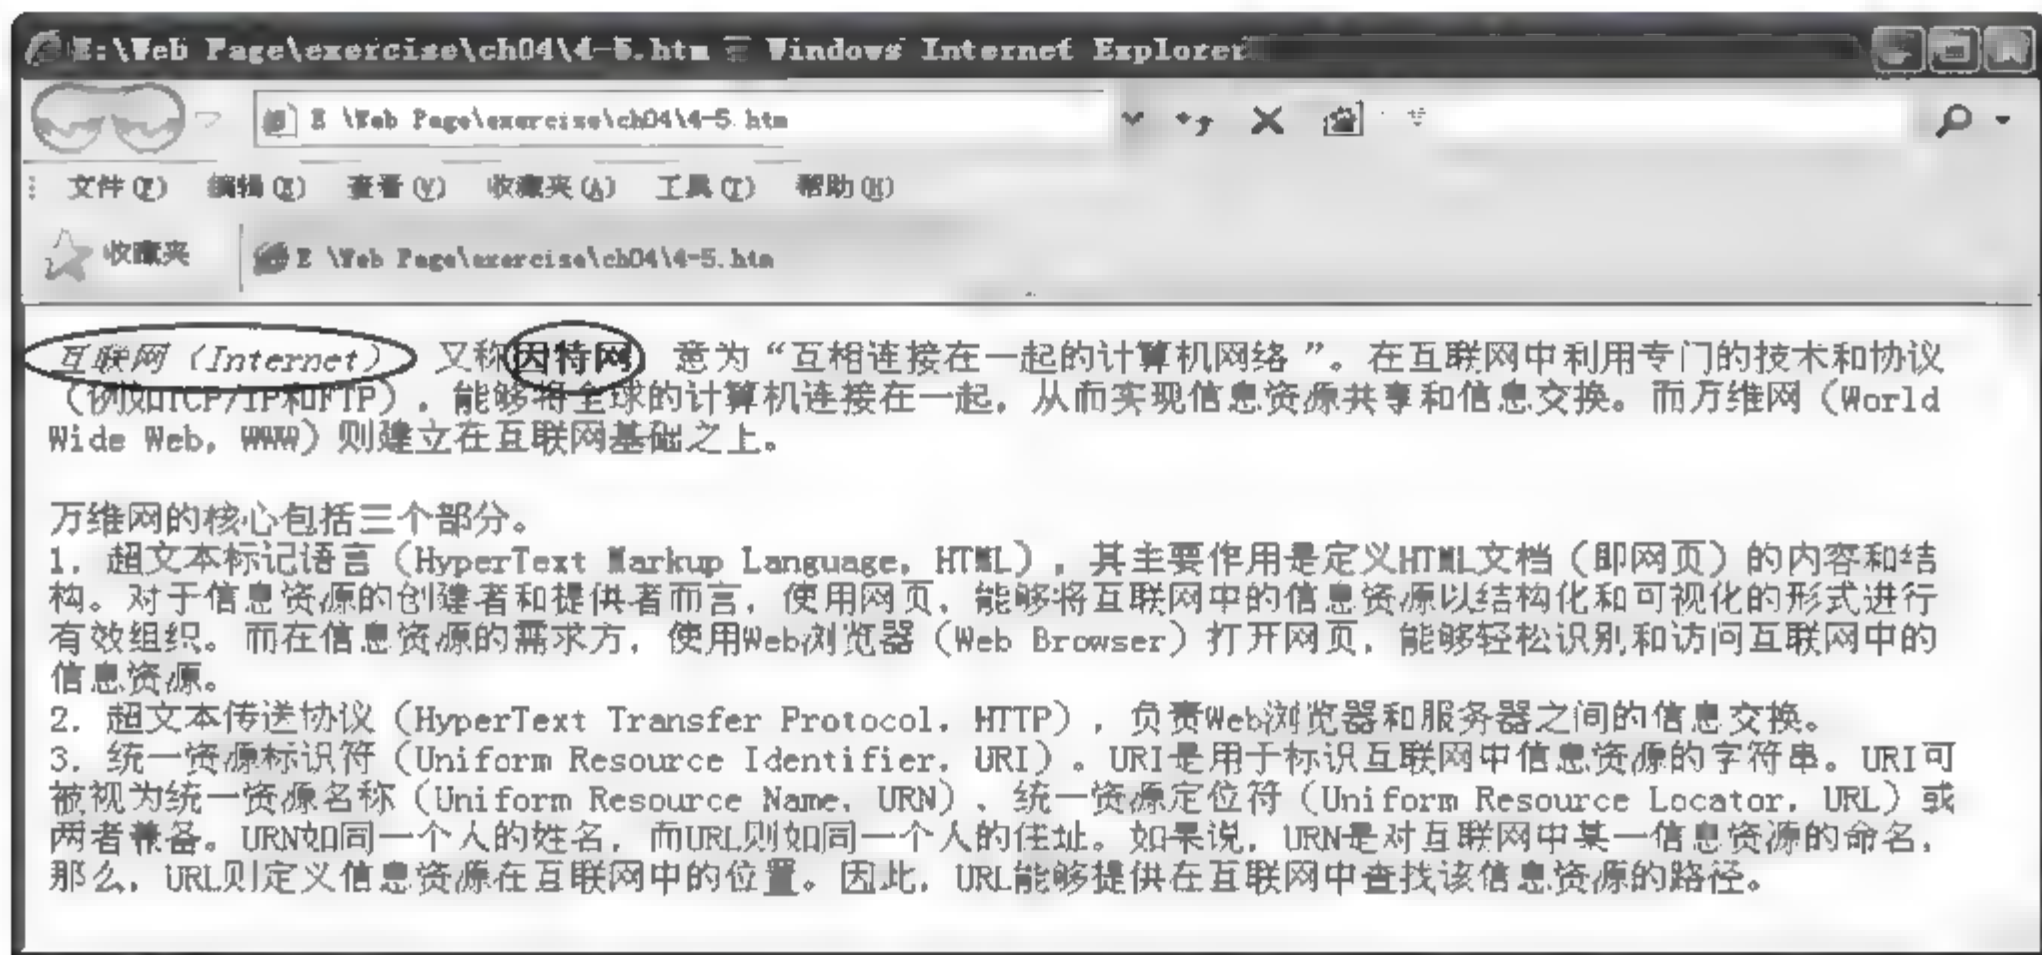 E:\Web Page\exercise\ch04\4-5.htm - Windows Internet Explorer
E:\Web Page\exercise\ch04\4-5.htm
文件(F) 编辑(E) 查看(V) 收藏夹(A) 工具(T) 帮助(H)
收藏夹 E:\Web Page\exercise\ch04\4-5.htm
互联网（Internet） 又称因特网 意为“互相连接在一起的计算机网络”。在互联网中利用专门的技术和协议
（例如TCP/IP和FTP），能够将全球的计算机连接在一起，从而实现信息资源共享和信息交换。而万维网（World
Wide Web，WWW）则建立在互联网基础之上。
万维网的核心包括三个部分。
1. 超文本标记语言（HyperText Markup Language，HTML），其主要作用是定义HTML文档（即网页）的内容和结
构。对于信息资源的创建者和提供者而言，使用网页，能够将互联网中的信息资源以结构化和可视化的形式进行
有效组织。而在信息资源的需求方，使用Web浏览器（Web Browser）打开网页，能够轻松识别和访问互联网中的
信息资源。
2. 超文本传送协议（HyperText Transfer Protocol，HTTP），负责Web浏览器和服务器之间的信息交换。
3. 统一资源标识符（Uniform Resource Identifier，URI）。URI是用于标识互联网中信息资源的字符串。URI可
被视为统一资源名称（Uniform Resource Name，URN）、统一资源定位符（Uniform Resource Locator，URL）或
两者兼备。URN如同一个人的姓名，而URL则如同一个人的住址。如果说，URN是对互联网中某一信息资源的命名，
那么，URL则定义信息资源在互联网中的位置。因此，URL能够提供在互联网中查找该信息资源的路径。